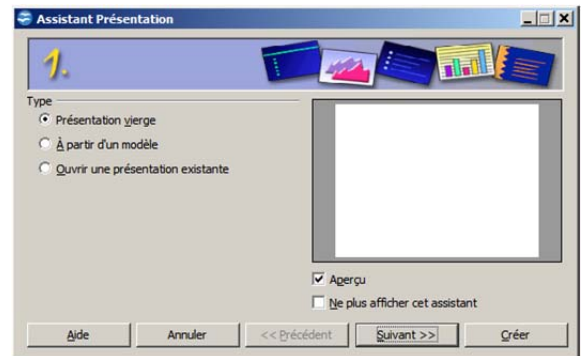 Assistant Présentation
1.
Type
Présentation vierge
À partir d'un modèle
Ouvrir une présentation existante
Aperçu
Ne plus afficher cet assistant
Aide
Annuler
<< Précédent
Suivant >>
Créer